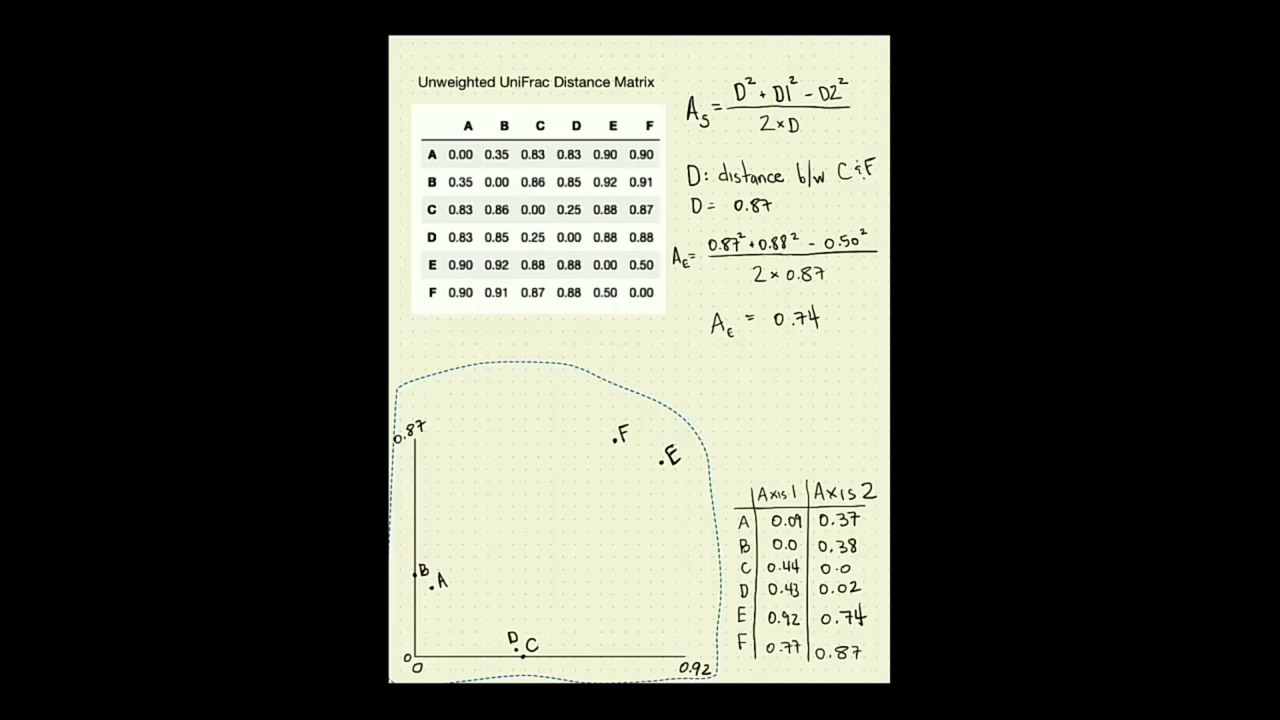 Unweighted UniFrac Distance Matrix
A B C D E F
A 0.00 0.35 0.83 0.83 0.90 0.90
B 0.35 0.00 0.86 0.85 0.92 0.91
C 0.83 0.86 0.00 0.25 0.88 0.87
D 0.83 0.85 0.25 0.00 0.88 0.88
E 0.90 0.92 0.88 0.88 0.00 0.50
F 0.90 0.91 0.87 0.88 0.50 0.00
A_S = D² + D1² - D2²
2 × D
D: distance b/w C & F
D = 0.87
A_E = 0.87² + 0.88² - 0.50²
2 × 0.87
A_E = 0.74
0.87
F
E
B
A
D
C
0
0
0.92
Axis 1 Axis 2
A 0.09 0.37
B 0.0 0.38
C 0.44 0.0
D 0.43 0.02
E 0.92 0.74
F 0.77 0.87